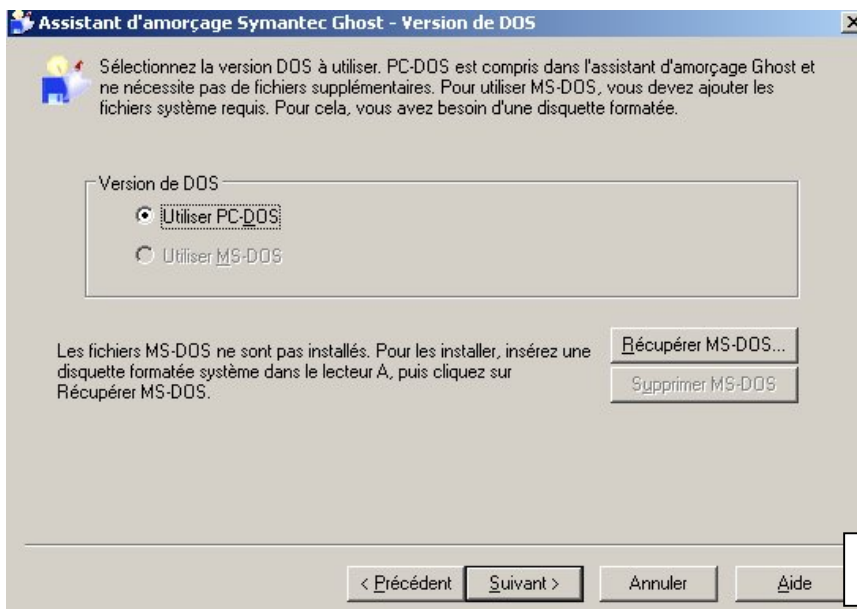 Assistant d'amorçage Symantec Ghost - Version de DOS
Sélectionnez la version DOS à utiliser. PC-DOS est compris dans l'assistant d'amorçage Ghost et
ne nécessite pas de fichiers supplémentaires. Pour utiliser MS-DOS, vous devez ajouter les
fichiers système requis. Pour cela, vous avez besoin d'une disquette formatée.
Version de DOS
Utiliser PC-DOS
Utiliser MS-DOS
Les fichiers MS-DOS ne sont pas installés. Pour les installer, insérez une
disquette formatée système dans le lecteur A, puis cliquez sur
Récupérer MS-DOS.
Récupérer MS-DOS...
Supprimer MS-DOS
< Précédent Suivant > Annuler Aide